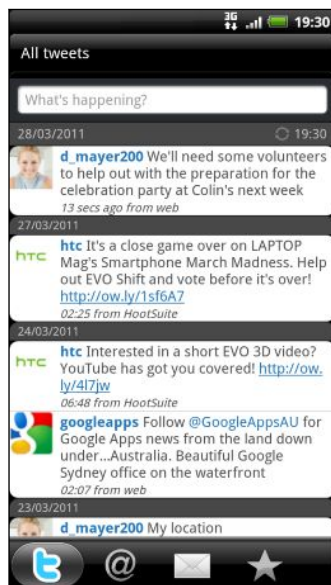 3G 19:30
All tweets
What's happening?
28/03/2011 19:30
d_mayer200 We'll need some volunteers
to help out with the preparation for the
celebration party at Colin's next week
13 secs ago from web
27/03/2011
hTC
htc It's a close game over on LAPTOP
Mag's Smartphone March Madness. Help
out EVO Shift and vote before it's over!
http://ow.ly/1sf6A7
02:25 from HootSuite
24/03/2011
hTC
htc Interested in a short EVO 3D video?
YouTube has got you covered! http://ow.
ly/4l7jw
06:48 from HootSuite
googleapps Follow @GoogleAppsAU for
Google Apps news from the land down
under...Australia. Beautiful Google
Sydney office on the waterfront
02:07 from web
23/03/2011
d_mayer200 My location
@